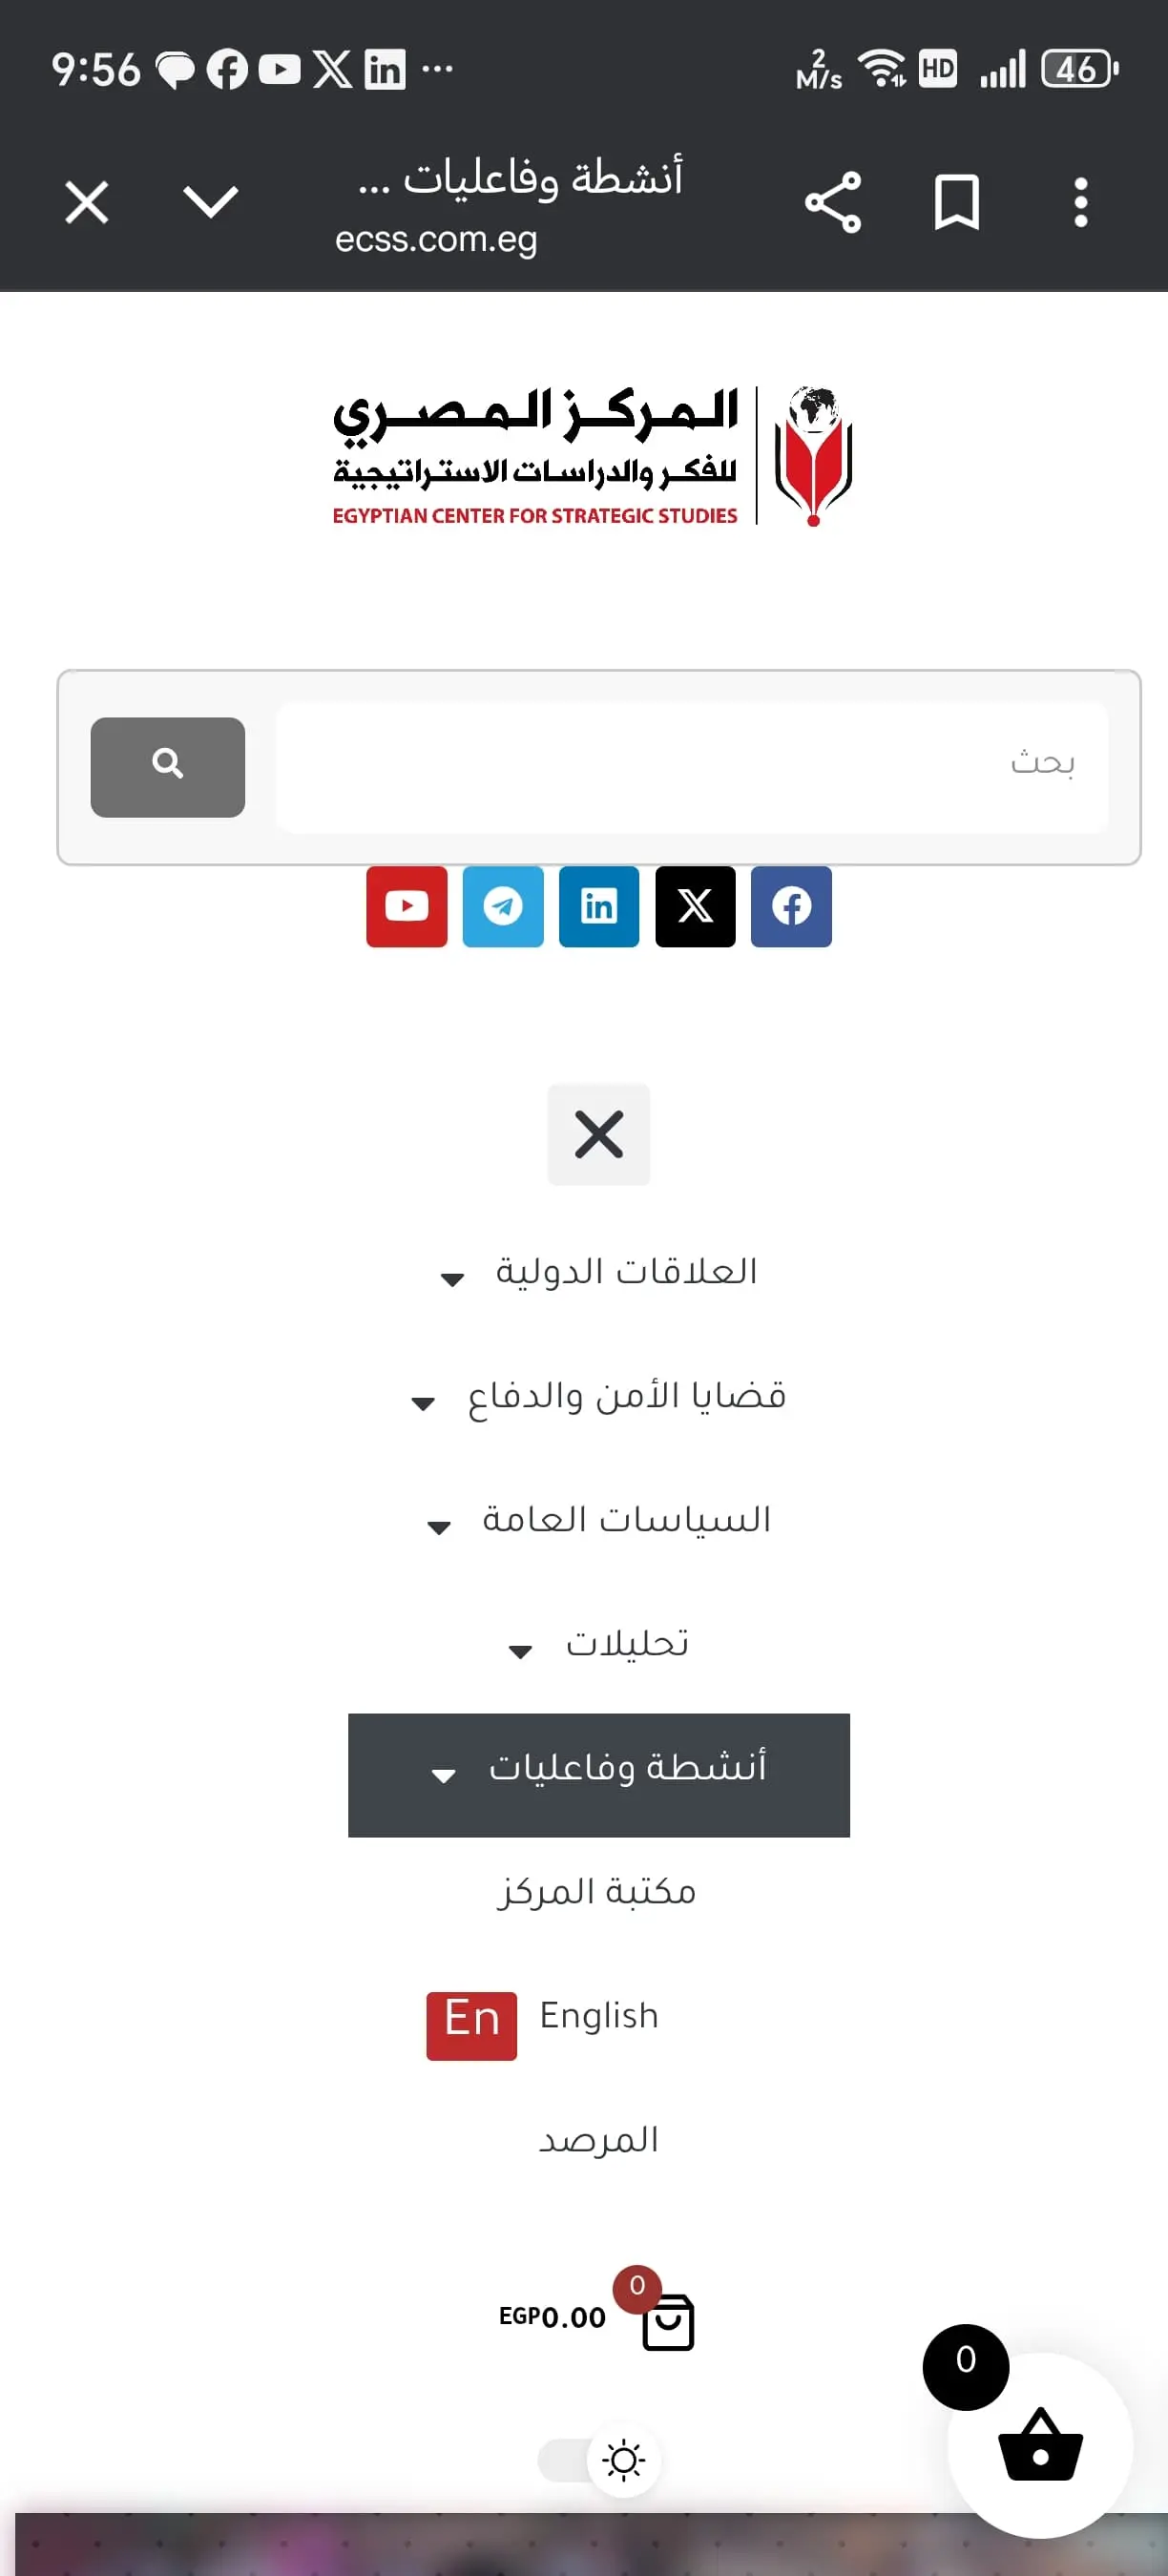 9:56
2
M/s
HD
46
أنشطة وفاعليات ...
ecss.com.eg
المركز المصري
للفكر والدراسات الاستراتيجية
EGYPTIAN CENTER FOR STRATEGIC STUDIES
بحث
العلاقات الدولية
قضايا الأمن والدفاع
السياسات العامة
تحليلات
أنشطة وفاعليات
مكتبة المركز
En English
المرصد
EGP0.00 0
0